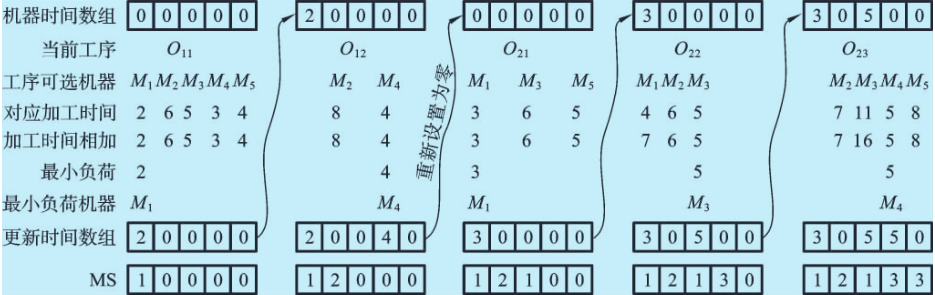 机器时间数组 0 0 0 0 0 2 0 0 0 0 0 0 0 0 0 3 0 0 0 0 3 0 5 0 0
当前工序 O11 O12 O21 O22 O23
工序可选机器 M1 M2 M3 M4 M5 M2 M4 M1 M3 M5 M1 M2 M3 M2 M3 M4 M5
对应加工时间 2 6 5 3 4 8 4 3 6 5 4 6 5 7 11 5 8
加工时间相加 2 6 5 3 4 8 4 3 6 5 7 6 5 7 16 5 8
重新设置为零
最小负荷 2 4 3 5 5
最小负荷机器 M1 M4 M1 M3 M4
更新时间数组 2 0 0 0 0 2 0 0 4 0 3 0 0 0 0 3 0 5 0 0 3 0 5 5 0
MS 1 0 0 0 0 1 2 0 0 0 1 2 1 0 0 1 2 1 3 0 1 2 1 3 3